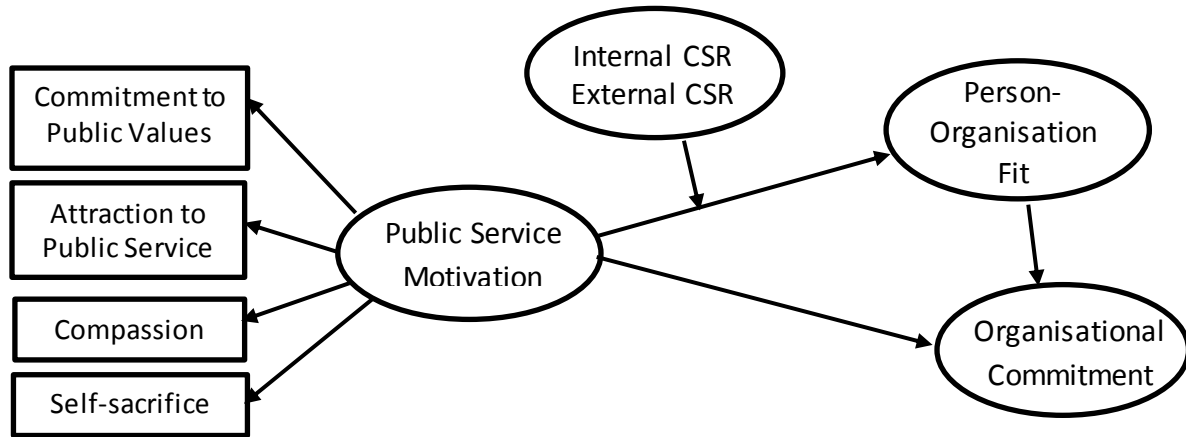 Commitment to
Public Values
Attraction to
Public Service
Compassion
Self-sacrifice
Public Service
Motivation
Internal CSR
External CSR
Person-
Organisation
Fit
Organisational
Commitment